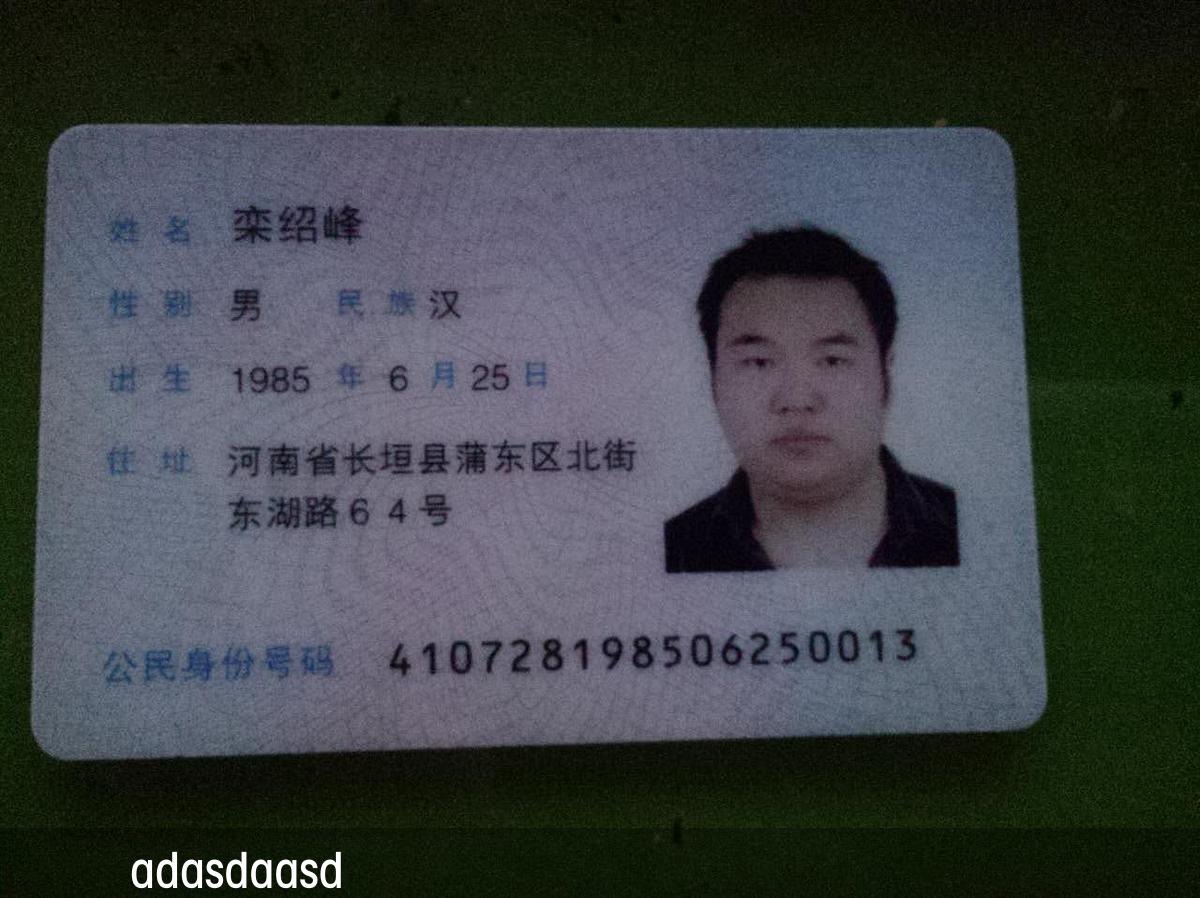 姓名 栾绍峰
性别 男 民族 汉
出生 1985 年 6 月 25 日
住址 河南省长垣县蒲东区北街
东湖路64号
公民身份号码 410728198506250013
adasdaasd